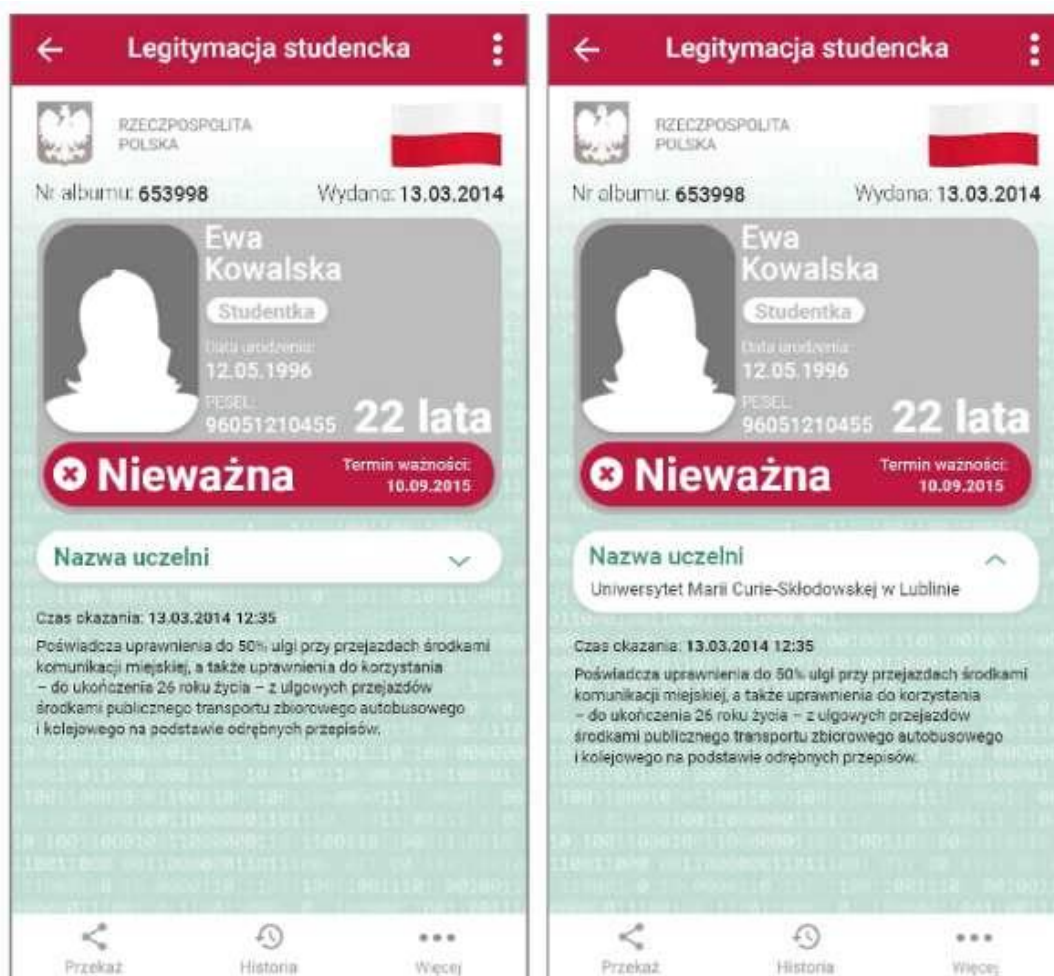 Legitymacja studencka
RZECZPOSPOLITA
POLSKA
Nr albumu: 653998 Wydana: 13.03.2014
Ewa
Kowalska
Studentka
Data urodzenia:
12.05.1996
PESEL:
96051210455 22 lata
Nieważna
Termin ważności:
10.09.2015
Nazwa uczelni
Czas okazania: 13.03.2014 12:35
Poświadcza uprawnienia do 50% ulgi przy przejazdach środkami
komunikacji miejskiej, a także uprawnienia do korzystania
– do ukończenia 26 roku życia – z ulgowych przejazdów
środkami publicznego transportu zbiorowego autobusowego
i kolejowego na podstawie odrębnych przepisów.
Przekaż Historia Więcej
Legitymacja studencka
RZECZPOSPOLITA
POLSKA
Nr albumu: 653998 Wydana: 13.03.2014
Ewa
Kowalska
Studentka
Data urodzenia:
12.05.1996
PESEL:
96051210455 22 lata
Nieważna
Termin ważności:
10.09.2015
Nazwa uczelni
Uniwersytet Marii Curie-Skłodowskej w Lublinie
Czas okazania: 13.03.2014 12:35
Poświadcza uprawnienia do 50% ulgi przy przejazdach środkami
komunikacji miejskiej, a także uprawnienia do korzystania
– do ukończenia 26 roku życia – z ulgowych przejazdów
środkami publicznego transportu zbiorowego autobusowego
i kolejowego na podstawie odrębnych przepisów.
Przekaż Historia Więcej